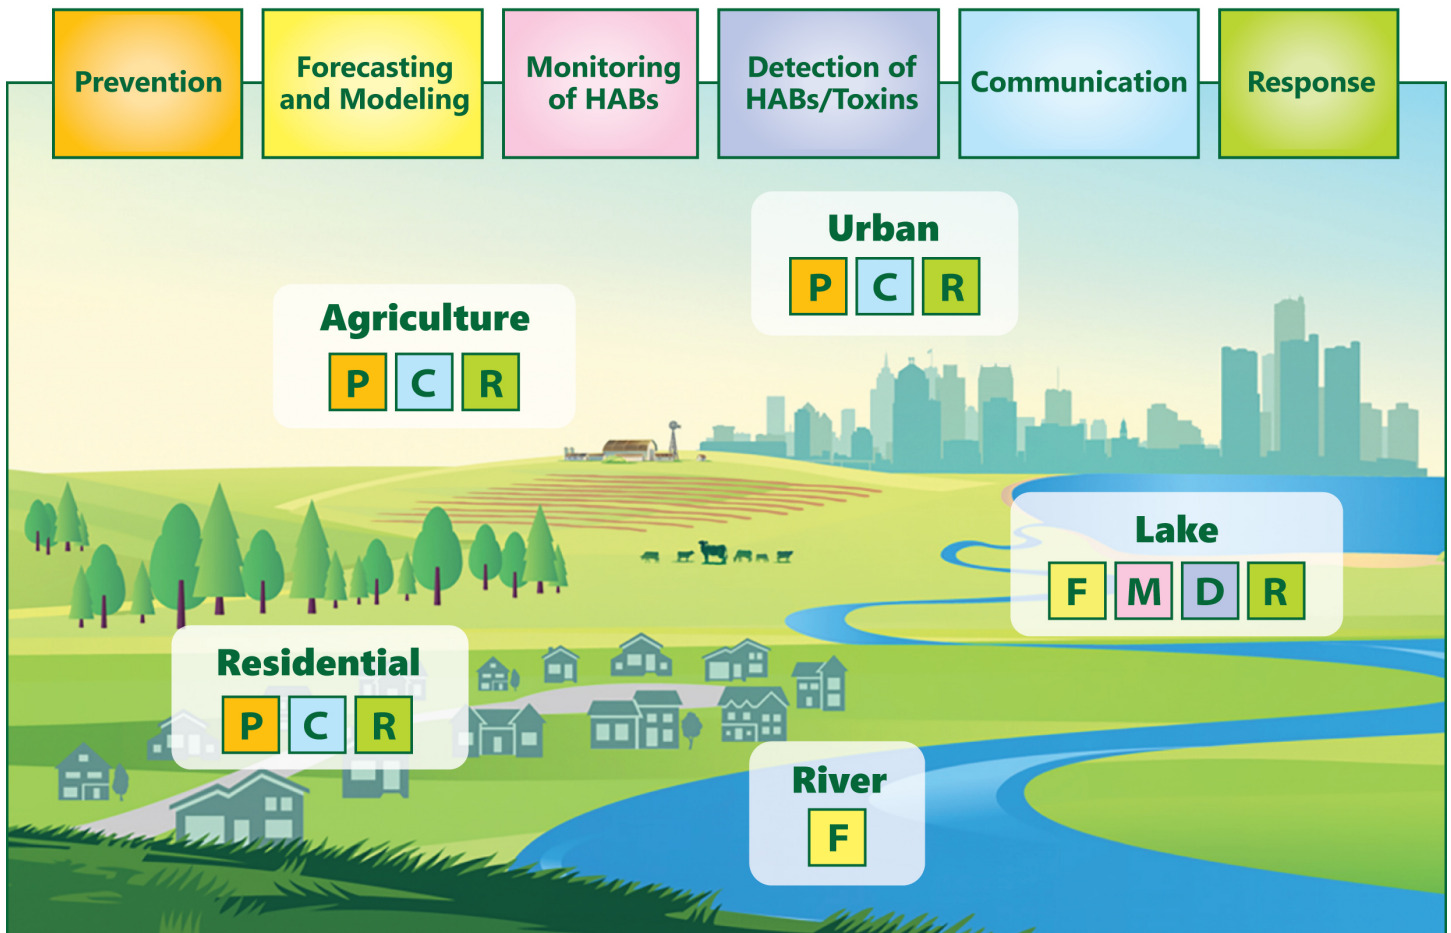 Prevention
Forecasting
and Modeling
Monitoring
of HABs
Detection of
HABs/Toxins
Communication
Response
Urban
P C R
Agriculture
P C R
Lake
F M D R
Residential
P C R
River
F